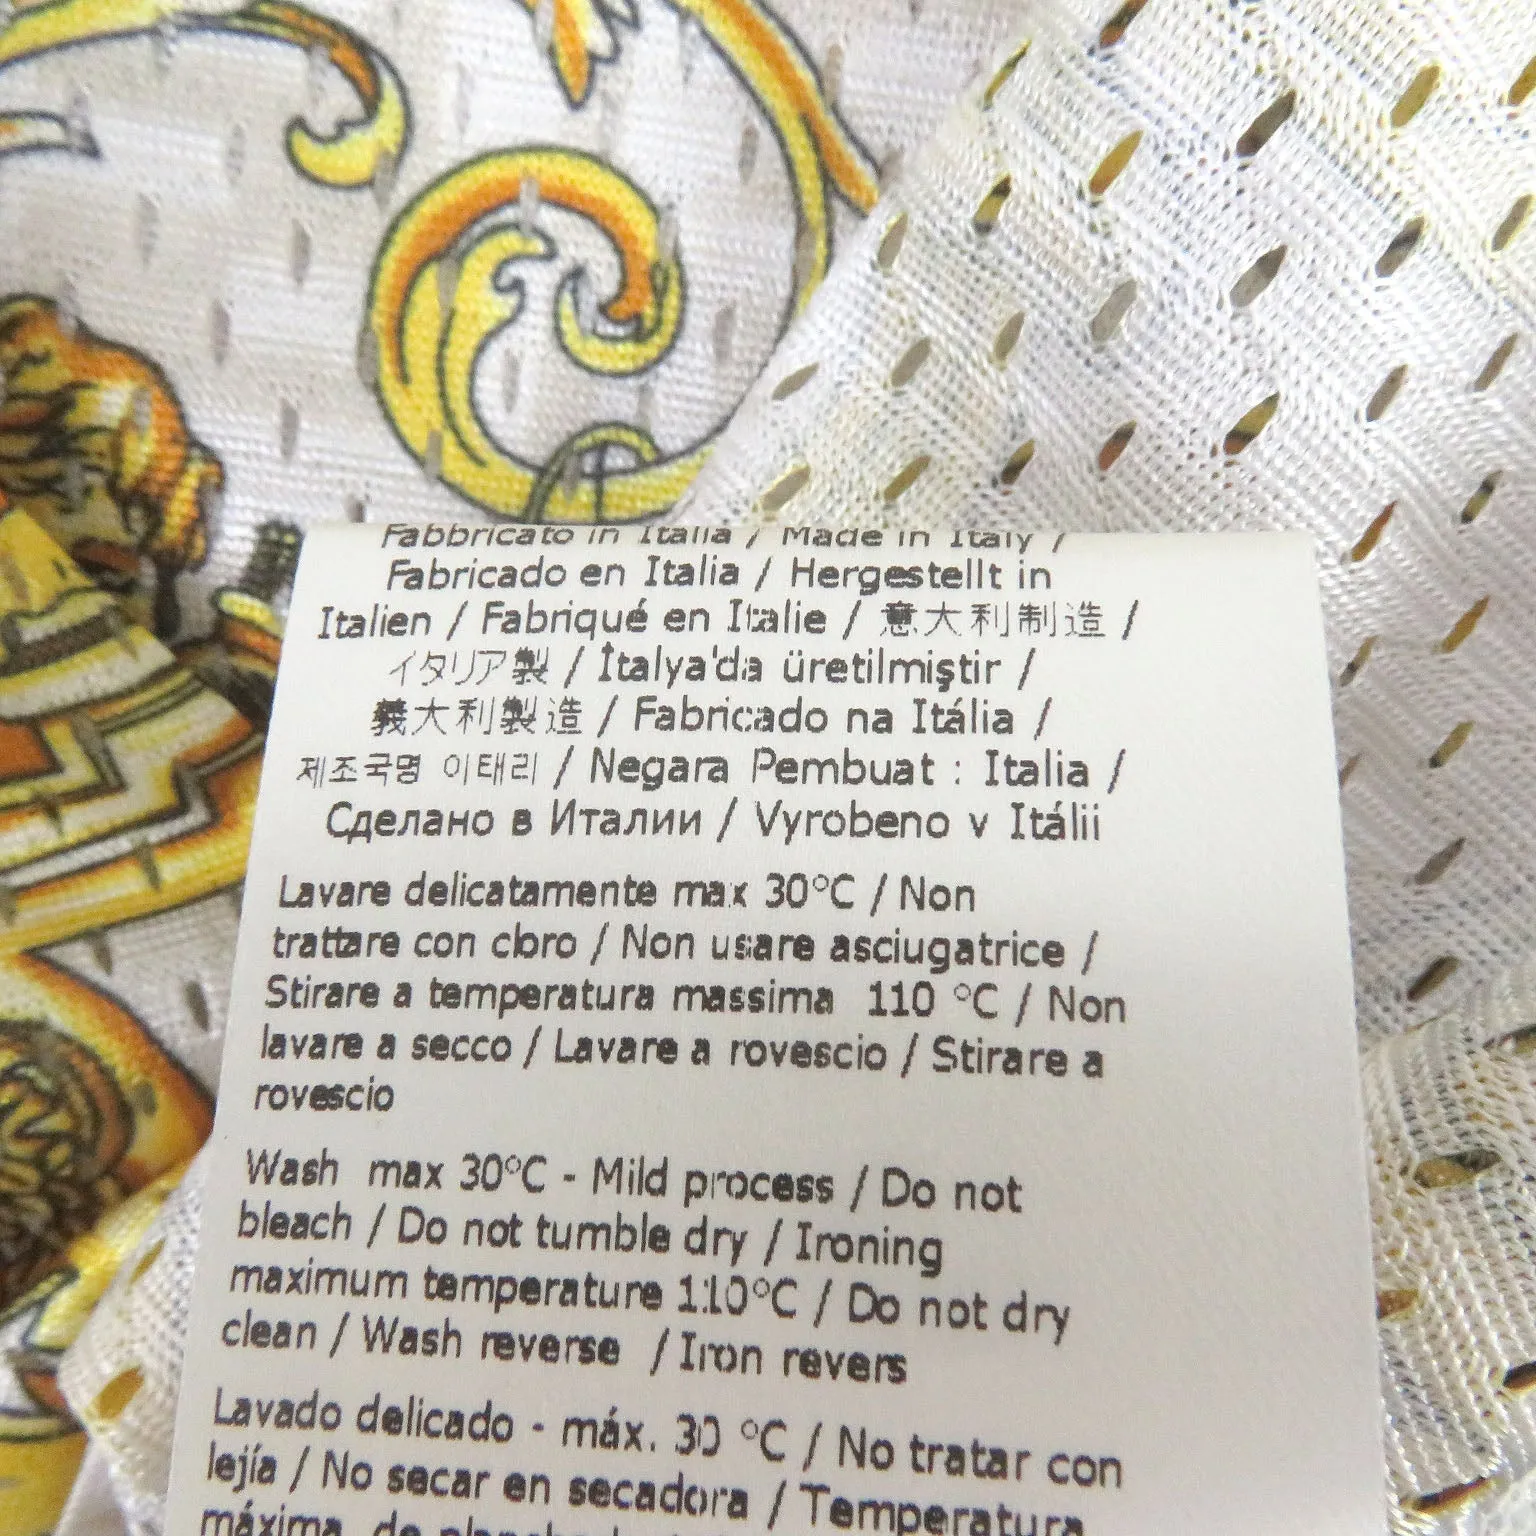 Fabbricato in Italia / Made in Italy /
Fabricado en Italia / Hergestellt in
Italien / Fabriqué en Italie / 意大利制造 /
イタリア製 / İtalya'da üretilmiştir /
義大利製造 / Fabricado na Itália /
제조국명 이태리 / Negara Pembuat : Italia /
Сделано в Италии / Vyrobeno v Itálii
Lavare delicatamente max 30°C / Non
trattare con cloro / Non usare asciugatrice /
Stirare a temperatura massima 110 °C / Non
lavare a secco / Lavare a rovescio / Stirare a
rovescio
Wash max 30°C - Mild process / Do not
bleach / Do not tumble dry / Ironing
maximum temperature 110°C / Do not dry
clean / Wash reverse / Iron revers
Lavado delicado - máx. 30 °C / No tratar con
lejía / No secar en secadora / Temperatura
máxima de